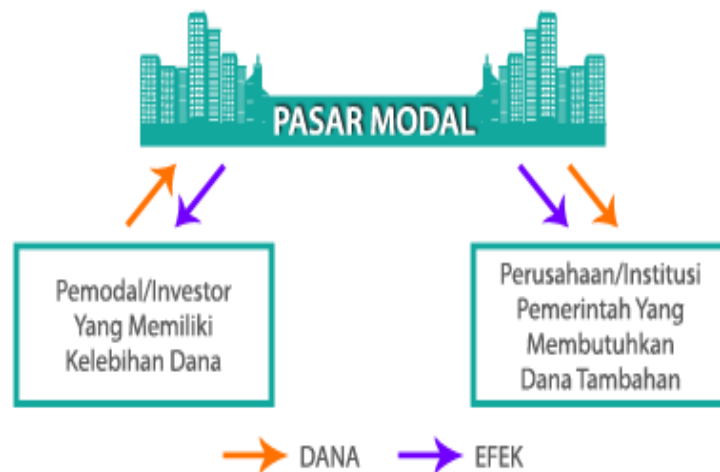 PASAR MODAL
Pemodal/Investor
Yang Memiliki
Kelebihan Dana
Perusahaan/Institusi
Pemerintah Yang
Membutuhkan
Dana Tambahan
DANA
EFEK